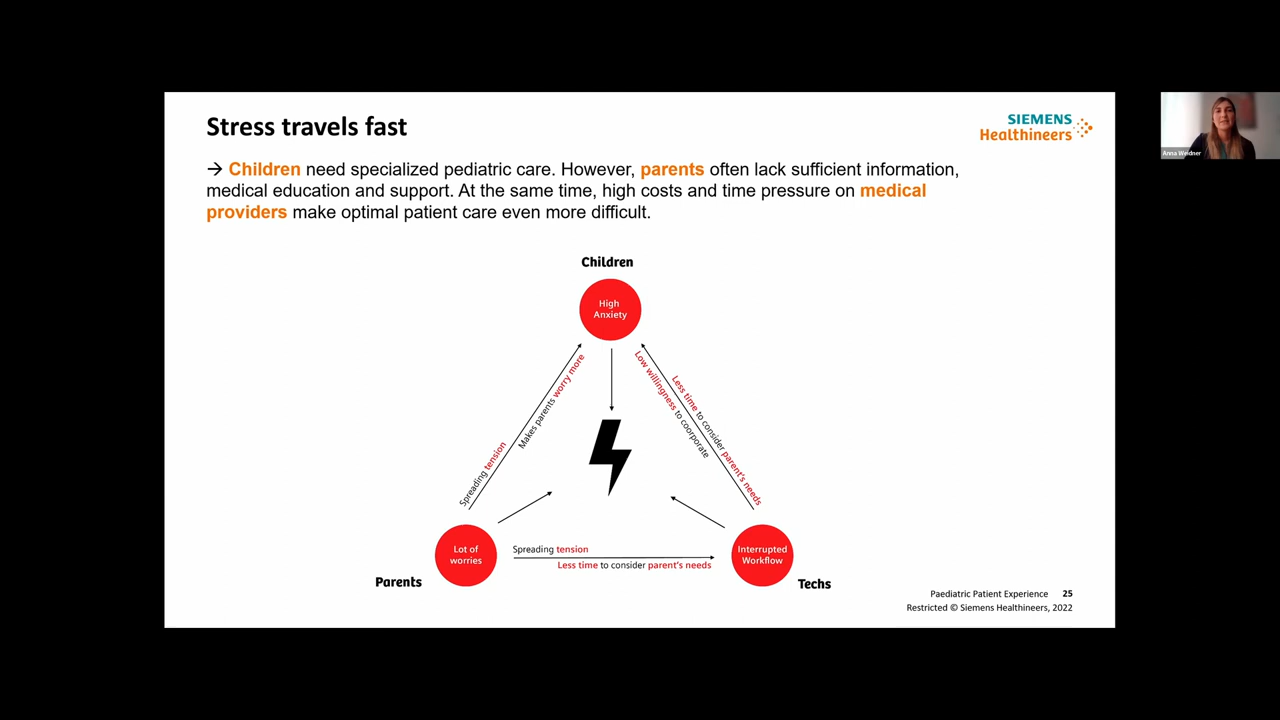 Stress travels fast
SIEMENS
Healthineers
Anna Weidner
→ Children need specialized pediatric care. However, parents often lack sufficient information,
medical education and support. At the same time, high costs and time pressure on medical
providers make optimal patient care even more difficult.
Children
High
Anxiety
Spreading tension
Makes parents worry more
Low willingness to coorporate
Less time to consider parent's needs
Lot of
worries
Parents
Spreading tension
Less time to consider parent's needs
Interrupted
Workflow
Techs
Paediatric Patient Experience 25
Restricted © Siemens Healthineers, 2022